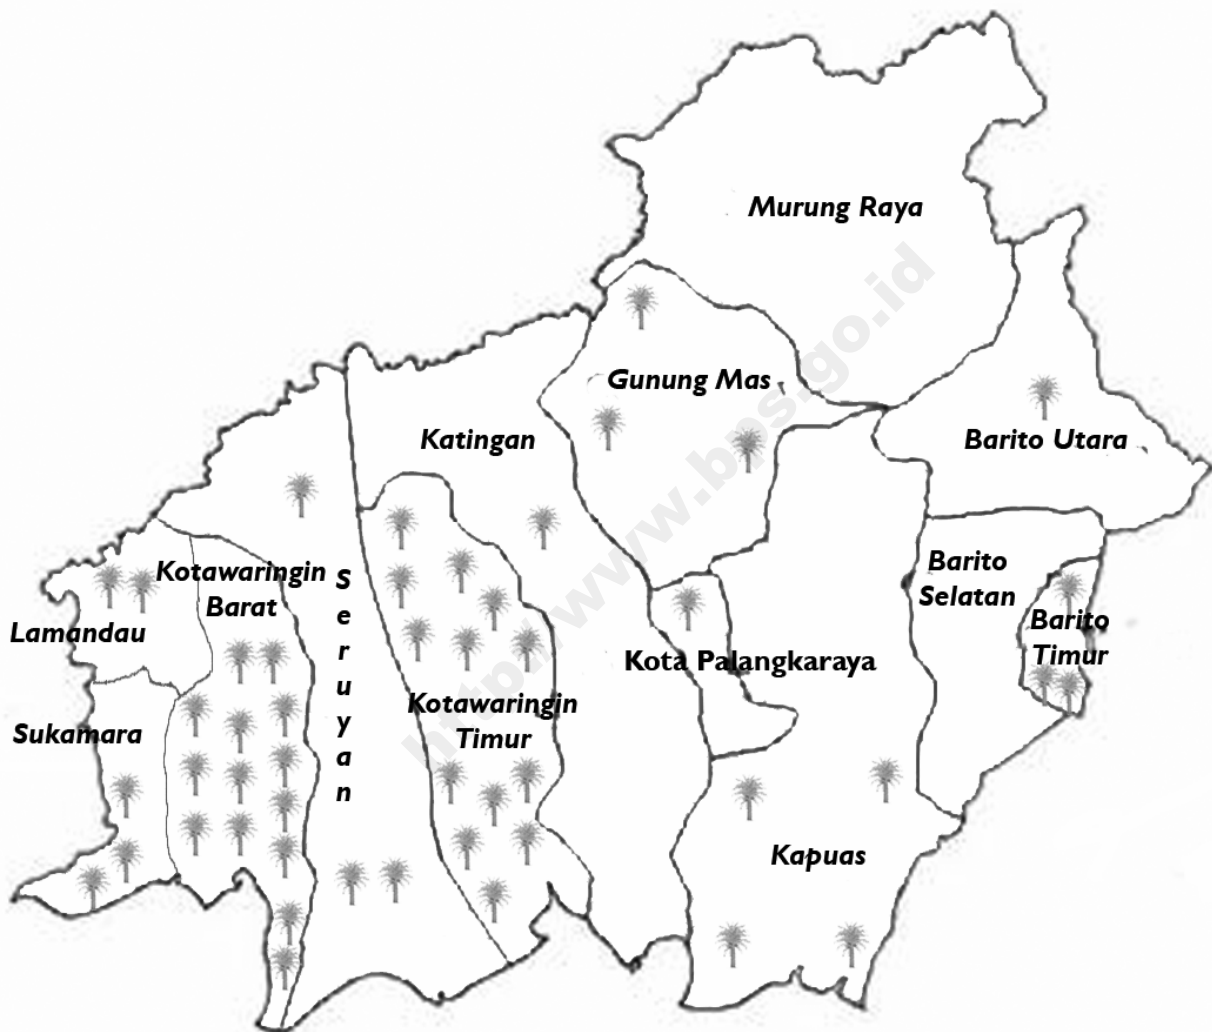 Murung Raya
Gunung Mas
Katingan
Barito Utara
Kotawaringin
Barat
Seruyan
Barito
Selatan
Lamandau
Barito
Timur
Kota Palangkaraya
Kotawaringin
Timur
Sukamara
Kapuas
http://www.bps.go.id